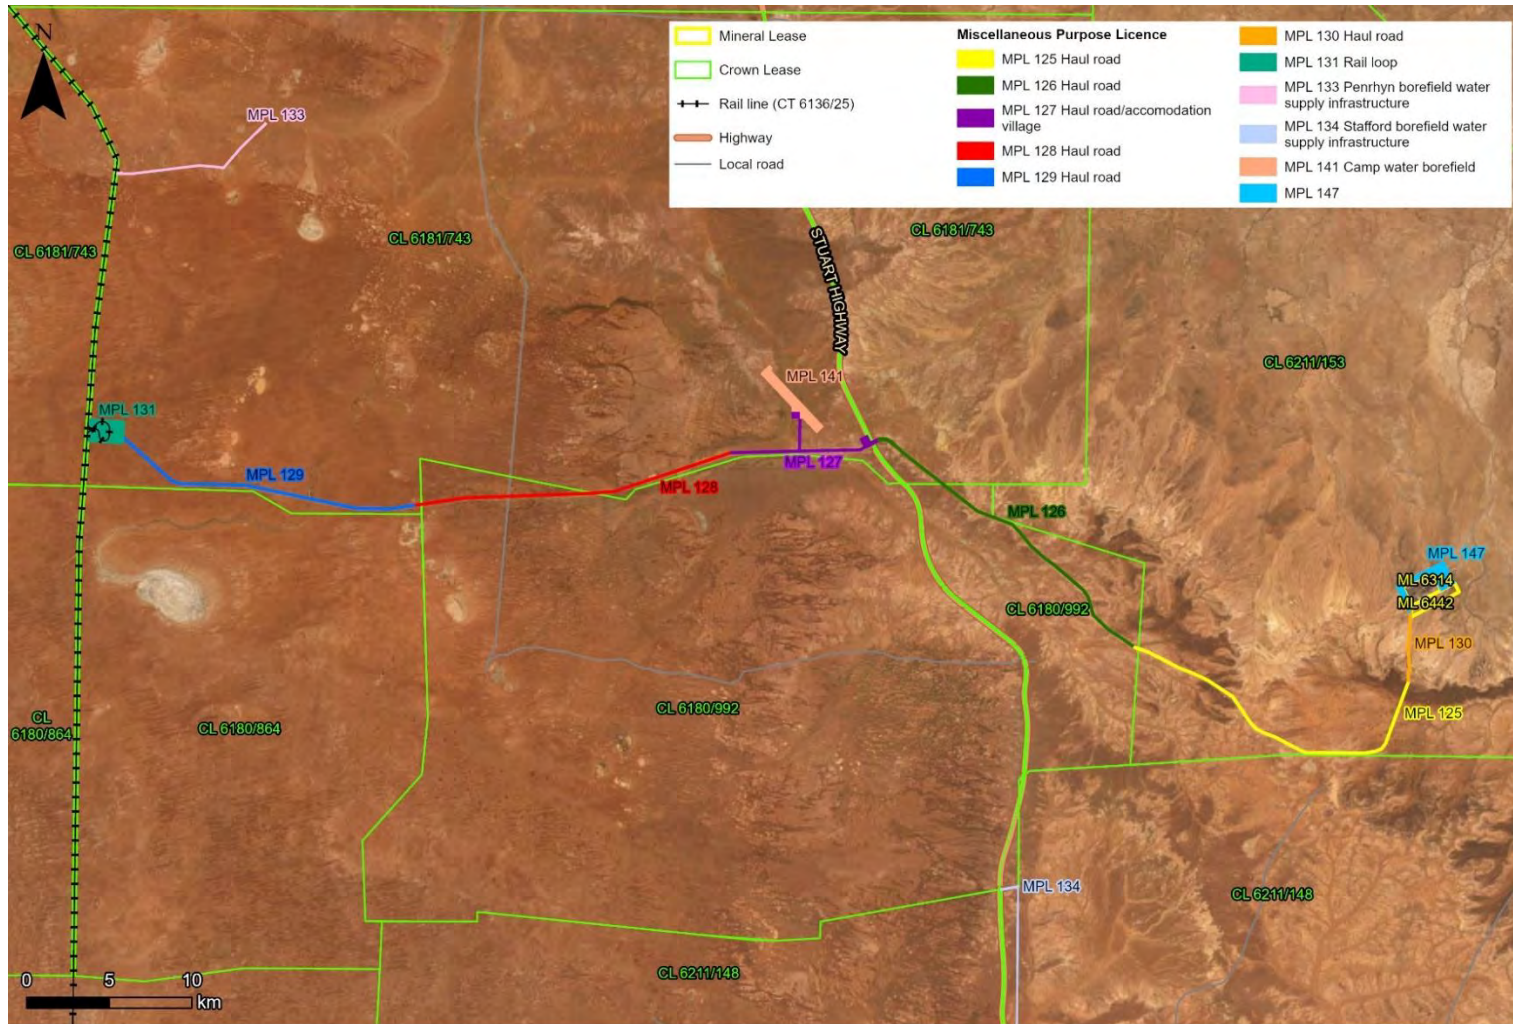 N
Mineral Lease
Crown Lease
Rail line (CT 6136/25)
Highway
Local road
Miscellaneous Purpose Licence
MPL 125 Haul road
MPL 126 Haul road
MPL 127 Haul road/accomodation
village
MPL 128 Haul road
MPL 129 Haul road
MPL 130 Haul road
MPL 131 Rail loop
MPL 133 Penrhyn borefield water
supply infrastructure
MPL 134 Stafford borefield water
supply infrastructure
MPL 141 Camp water borefield
MPL 147
MPL 133
CL 6181/743
CL 6181/743
CL 6181/743
STUART HIGHWAY
CL 6211/153
MPL 141
MPL 131
MPL 129
MPL 127
MPL 128
MPL 126
MPL 147
ML 6314
ML 6442
CL 6180/992
MPL 130
CL
6180/864
CL 6180/864
CL 6180/992
MPL 125
MPL 134
CL 6211/148
CL 6211/148
0 5 10
km